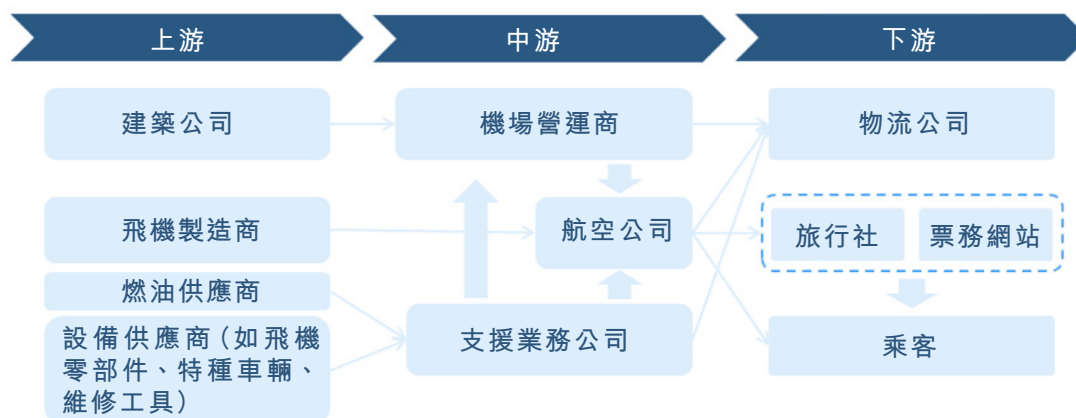 上游
中游
下游
建築公司
機場營運商
物流公司
飛機製造商
航空公司
旅行社
票務網站
燃油供應商
設備供應商（如飛機
零部件、特種車輛、
維修工具）
支援業務公司
乘客